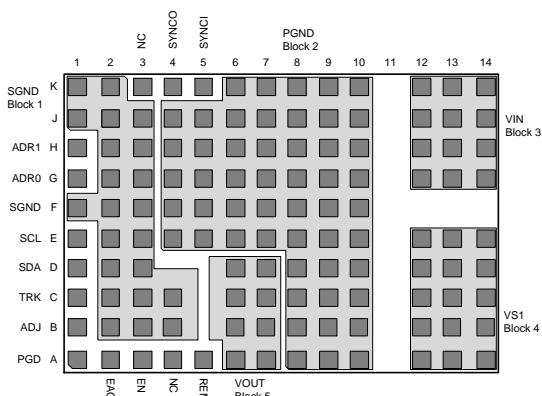 NC SYNCO SYNCI
PGND
Block 2
1 2 3 4 5 6 7 8 9 10 11 12 13 14
SGND
Block 1
K
J
ADR1 H
ADR0 G
SGND F
SCL E
SDA D
TRK C
ADJ B
PGD A
VIN
Block 3
VS1
Block 4
EN NC
VOUT
Block 5